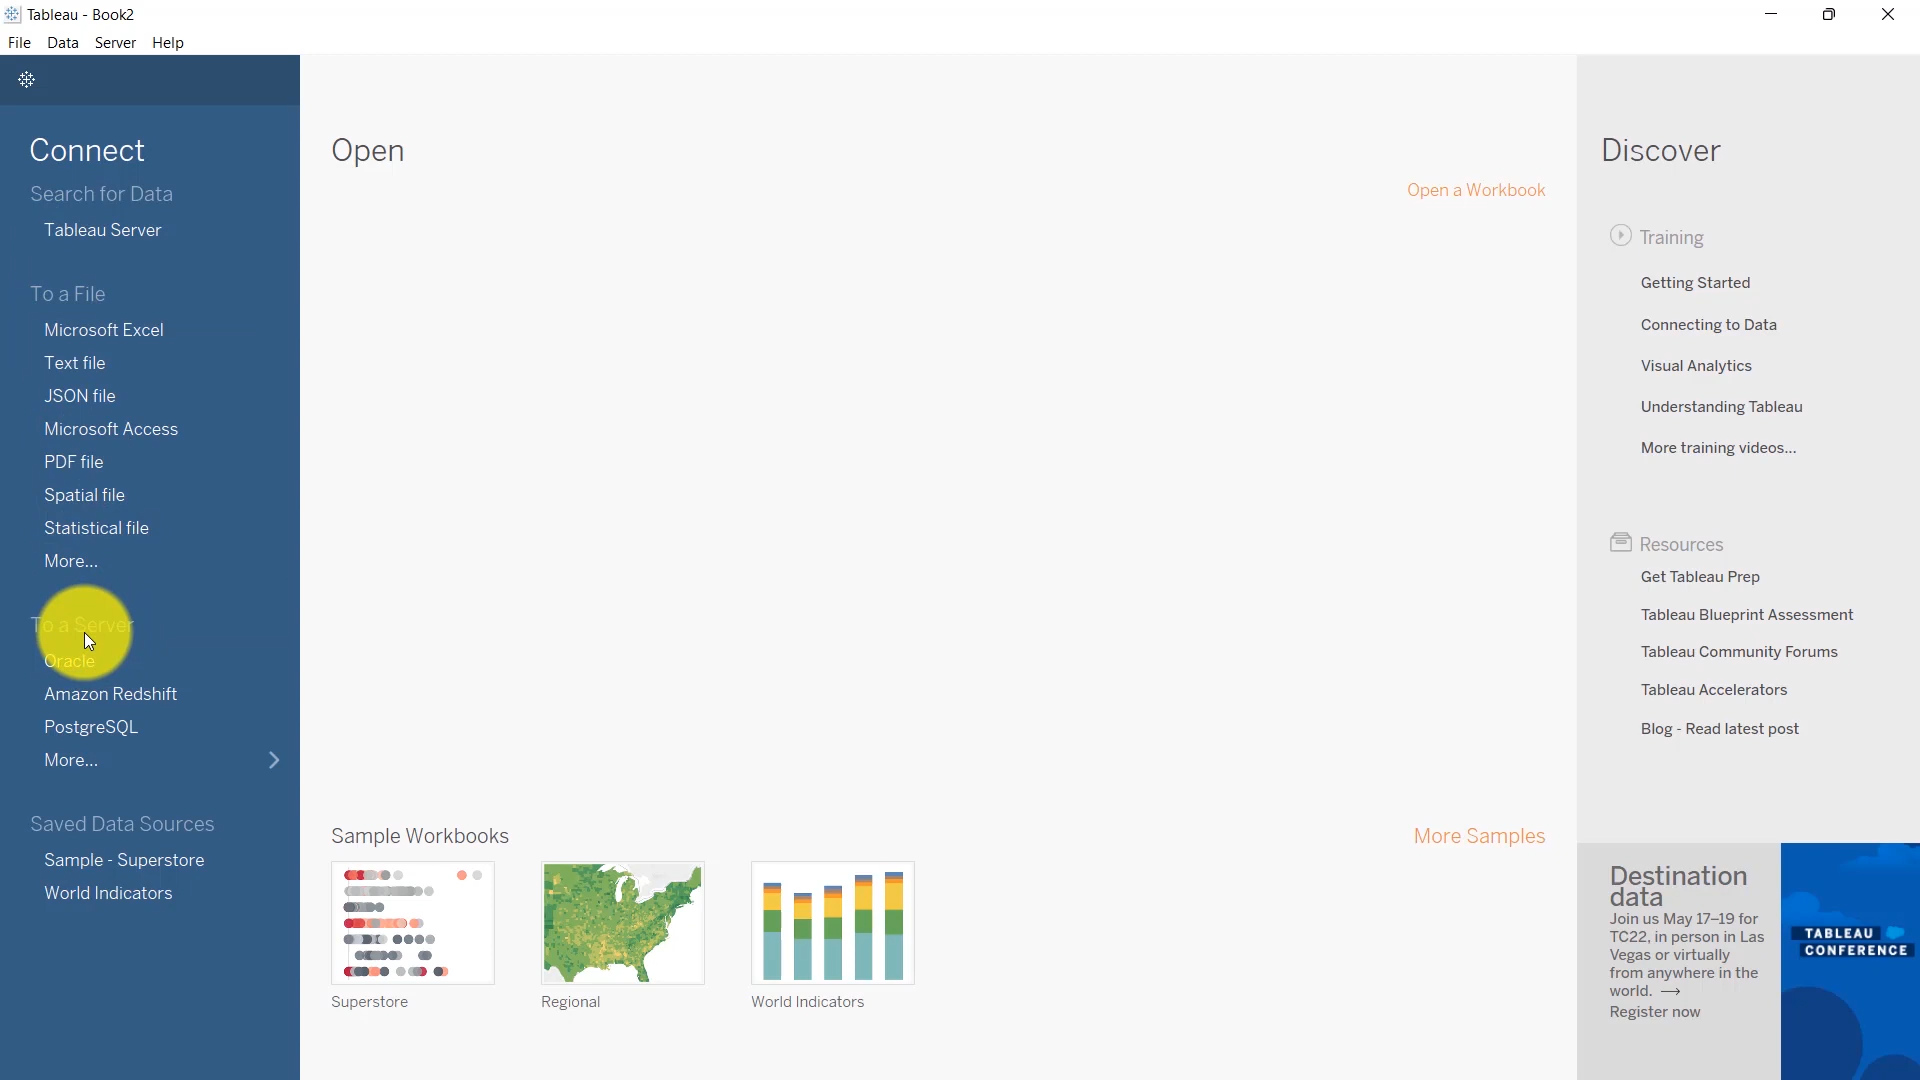 Tableau - Book2
File Data Server Help
Connect
Search for Data
Tableau Server
To a File
Microsoft Excel
Text file
JSON file
Microsoft Access
PDF file
Spatial file
Statistical file
More...
To a Server
Oracle
Amazon Redshift
PostgreSQL
More...
Saved Data Sources
Sample - Superstore
World Indicators
Open
Open a Workbook
Sample Workbooks
More Samples
Superstore
Regional
World Indicators
Discover
Training
Getting Started
Connecting to Data
Visual Analytics
Understanding Tableau
More training videos...
Resources
Get Tableau Prep
Tableau Blueprint Assessment
Tableau Community Forums
Tableau Accelerators
Blog - Read latest post
Destination
data
Join us May 17–19 for
TC22, in person in Las
Vegas or virtually
from anywhere in the
world. →
Register now
TABLEAU
CONFERENCE